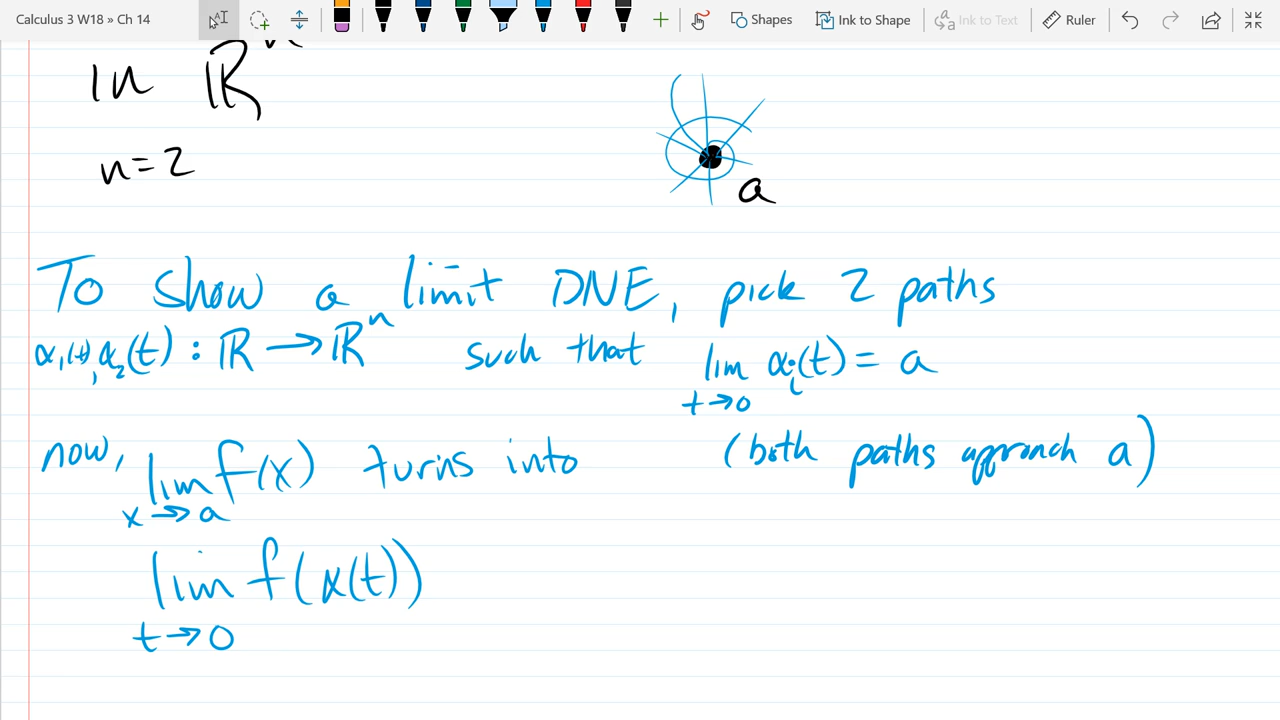 Calculus 3 W18 » Ch 14
Shapes
Ink to Shape
Ink to Text
Ruler
in ℝⁿ
n=2
a
To show a limit DNE, pick 2 paths
α₁(t), α₂(t) : ℝ → ℝⁿ such that lim αᵢ(t) = a
t→0
(both paths approach a)
now, lim f(x) turns into
x→a
lim f(α(t))
t→0